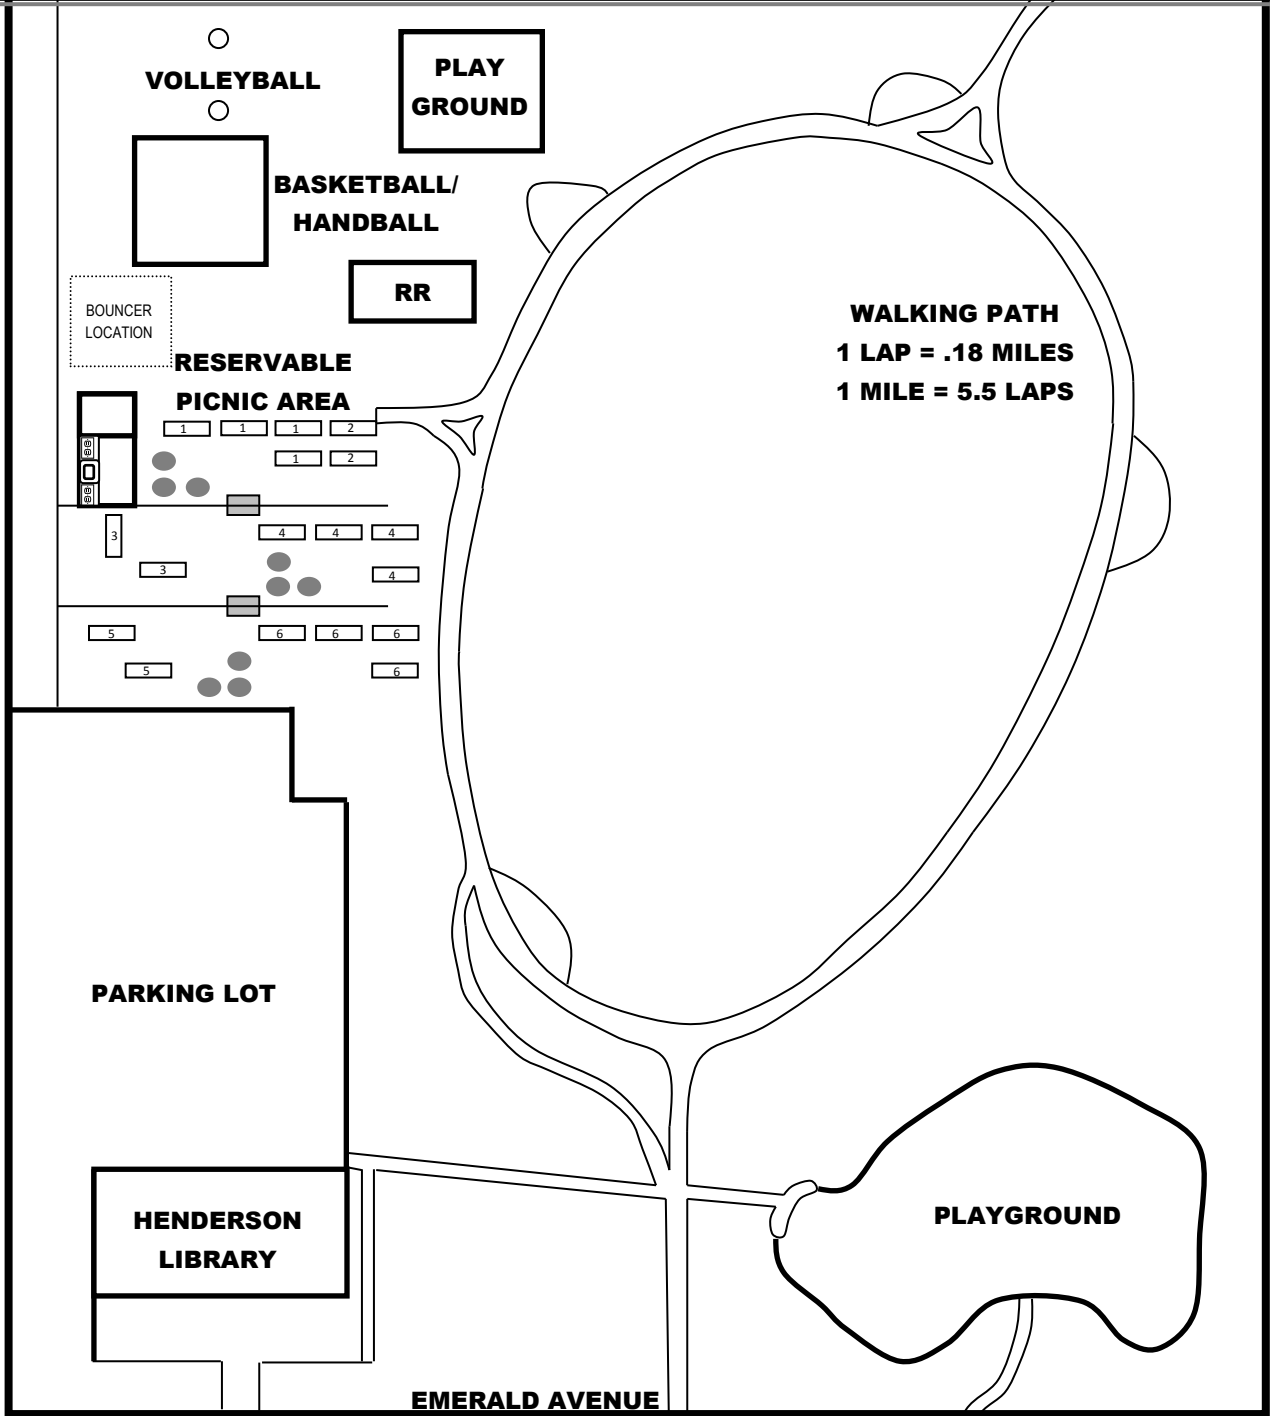 VOLLEYBALL
PLAY
GROUND
BASKETBALL/
HANDBALL
RR
BOUNCER
LOCATION
RESERVABLE
PICNIC AREA
WALKING PATH
1 LAP = .18 MILES
1 MILE = 5.5 LAPS
1 1 1 2
1 2
4 4 4
3
3
4
5 6 6 6
5 6
PARKING LOT
HENDERSON
LIBRARY
PLAYGROUND
EMERALD AVENUE